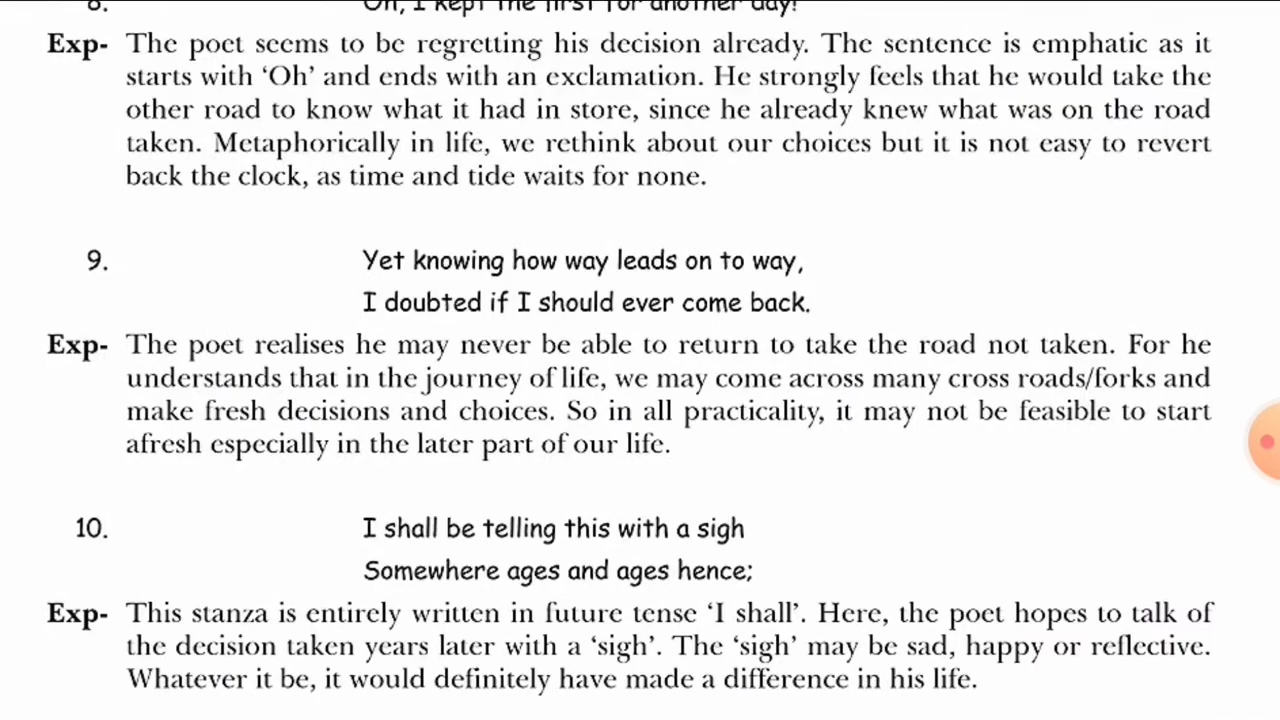 8. Oh, I kept the first for another day!
Exp- The poet seems to be regretting his decision already. The sentence is emphatic as it
starts with ‘Oh’ and ends with an exclamation. He strongly feels that he would take the
other road to know what it had in store, since he already knew what was on the road
taken. Metaphorically in life, we rethink about our choices but it is not easy to revert
back the clock, as time and tide waits for none.
9. Yet knowing how way leads on to way,
I doubted if I should ever come back.
Exp- The poet realises he may never be able to return to take the road not taken. For he
understands that in the journey of life, we may come across many cross roads/forks and
make fresh decisions and choices. So in all practicality, it may not be feasible to start
afresh especially in the later part of our life.
10. I shall be telling this with a sigh
Somewhere ages and ages hence;
Exp- This stanza is entirely written in future tense ‘I shall’. Here, the poet hopes to talk of
the decision taken years later with a ‘sigh’. The ‘sigh’ may be sad, happy or reflective.
Whatever it be, it would definitely have made a difference in his life.